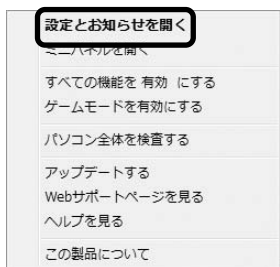 設定とお知らせを開く
ミニパネルを開く
すべての機能を 有効 にする
ゲームモードを有効にする
パソコン全体を検査する
アップデートする
Webサポートページを見る
ヘルプを見る
この製品について